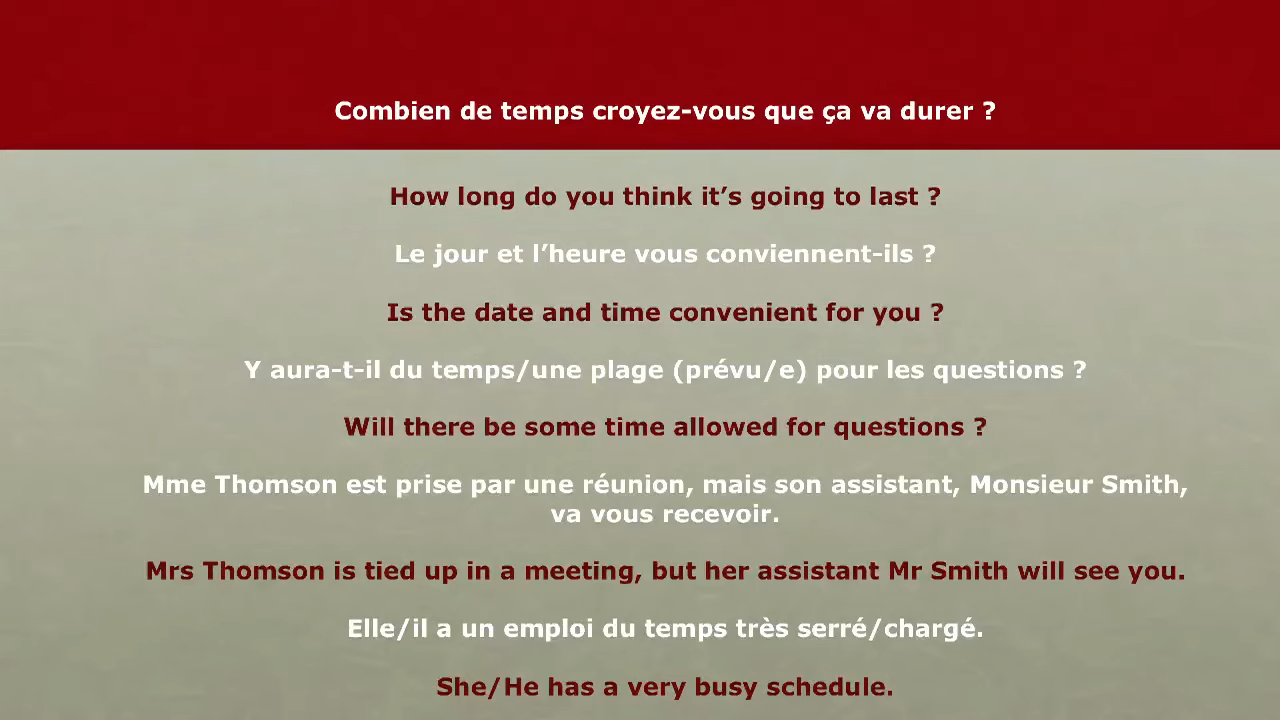 Combien de temps croyez-vous que ça va durer ?
How long do you think it’s going to last ?
Le jour et l’heure vous conviennent-ils ?
Is the date and time convenient for you ?
Y aura-t-il du temps/une plage (prévu/e) pour les questions ?
Will there be some time allowed for questions ?
Mme Thomson est prise par une réunion, mais son assistant, Monsieur Smith,
va vous recevoir.
Mrs Thomson is tied up in a meeting, but her assistant Mr Smith will see you.
Elle/il a un emploi du temps très serré/chargé.
She/He has a very busy schedule.